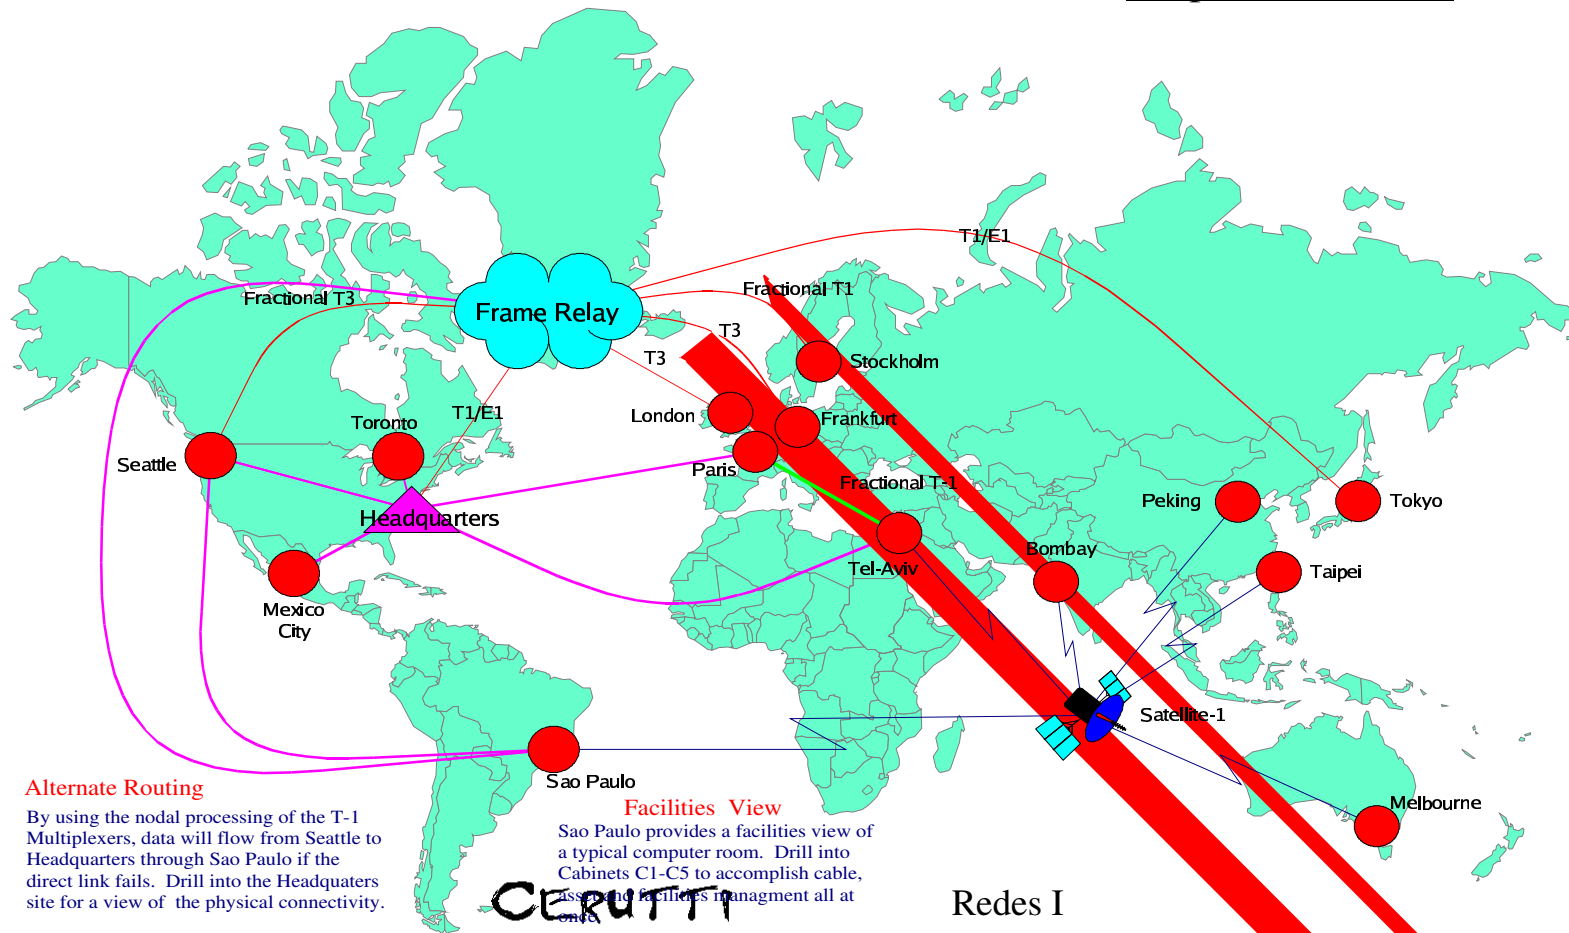 T1/E1
Fractional T1
Fractional T3
Frame Relay
T3
T3
Stockholm
T1/E1
London
Frankfurt
Toronto
Seattle
Paris
Fractional T-1
Peking
Tokyo
Headquarters
Bombay
Tel-Aviv
Taipei
Mexico
City
Satellite-1
Sao Paulo
Melbourne
Alternate Routing
By using the nodal processing of the T-1
Multiplexers, data will flow from Seattle to
Headquarters through Sao Paulo if the
direct link fails.  Drill into the Headquaters
site for a view of  the physical connectivity.
Facilities  View
Sao Paulo provides a facilities view of
a typical computer room.  Drill into
Cabinets C1-C5 to accomplish cable,
asset and facilities managment all at
once.
CERUTTI
Redes I